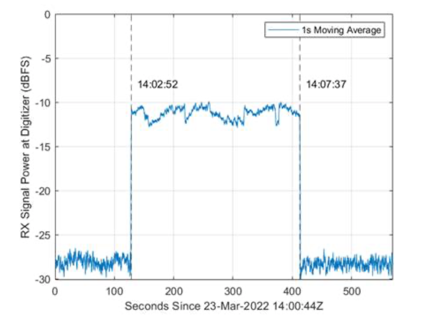 1s Moving Average
14:02:52
14:07:37
RX Signal Power at Digitizer (dBFS)
0
-5
-10
-15
-20
-25
-30
0 100 200 300 400 500
Seconds Since 23-Mar-2022 14:00:44Z